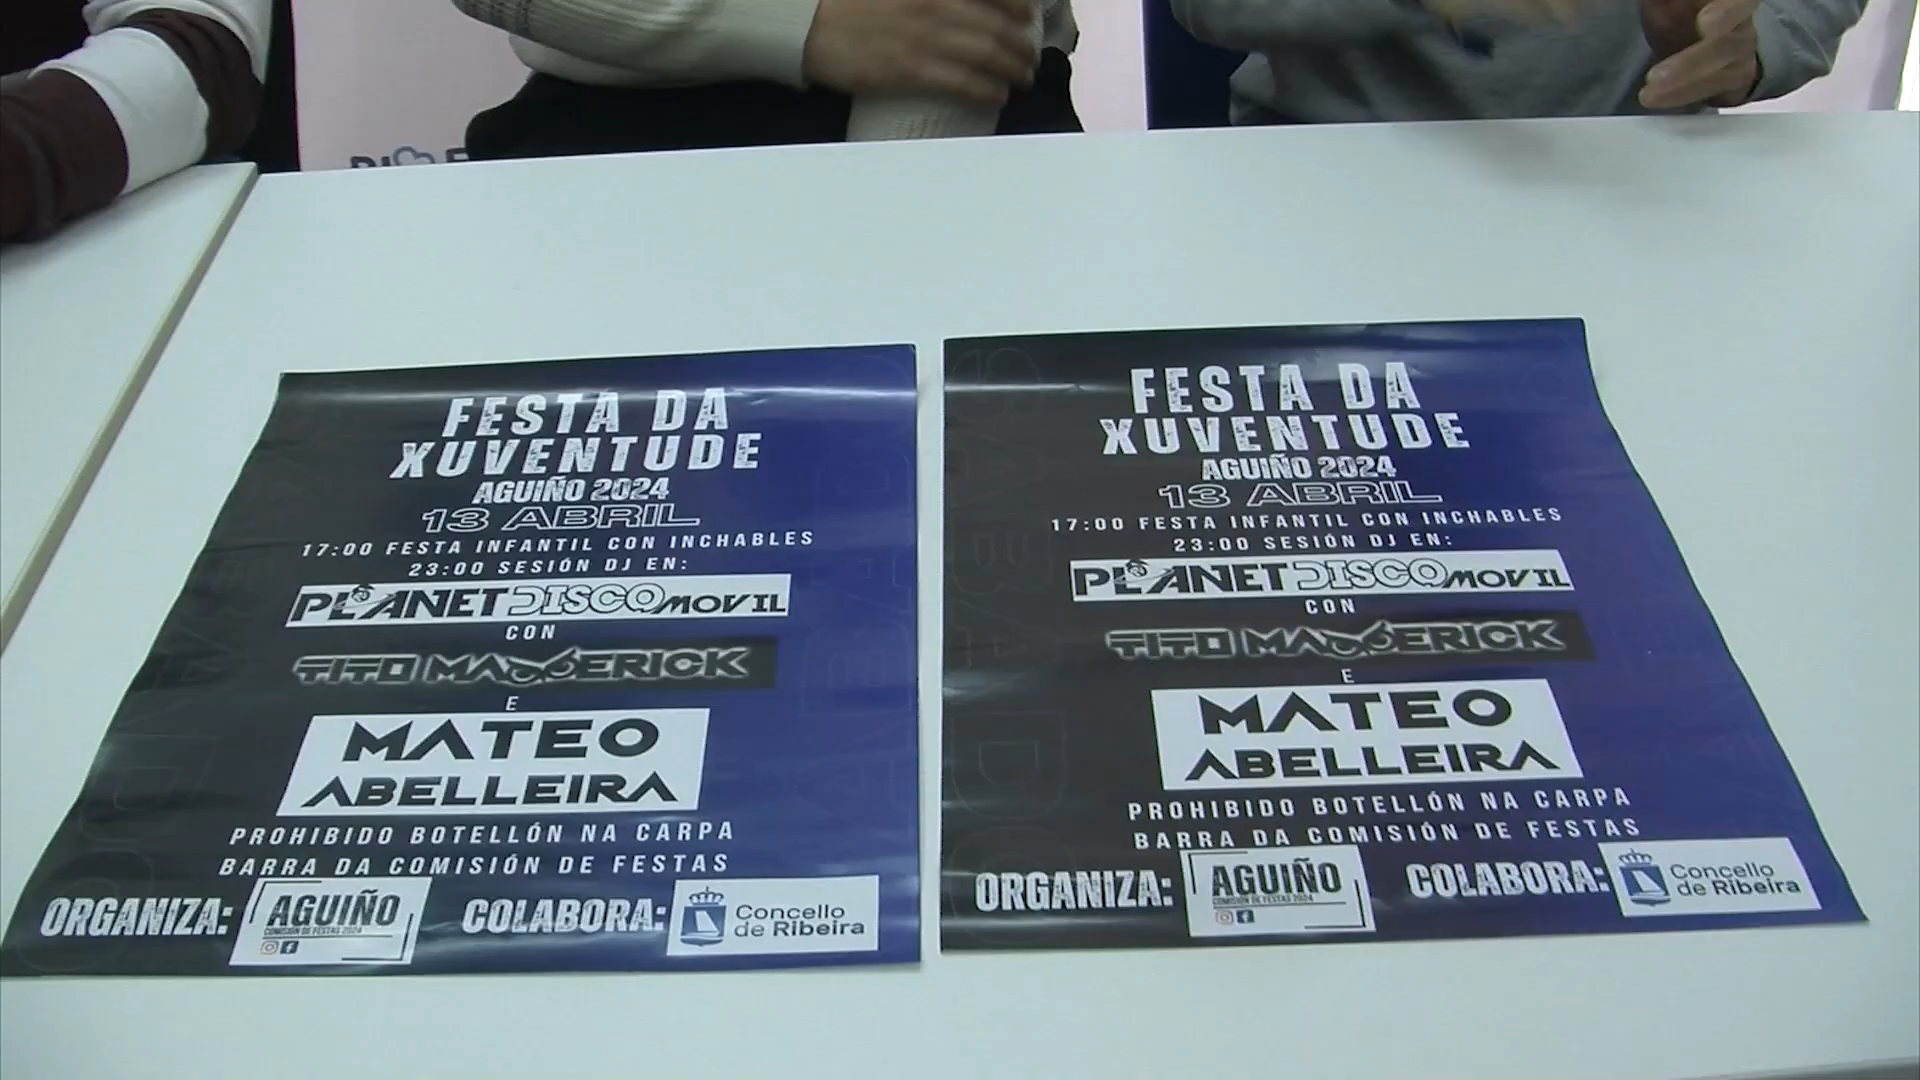 FESTA DA
XUVENTUDE
AGUIÑO 2024
13 ABRIL
17:00 FESTA INFANTIL CON INCHABLES
23:00 SESIÓN DJ EN:
PLANET DISCO MOVIL
CON
TITO MAVERICK
E
MATEO
ABELLEIRA
PROHIBIDO BOTELLÓN NA CARPA
BARRA DA COMISIÓN DE FESTAS
ORGANIZA:
AGUIÑO
COMISIÓN DE FESTAS 2024
COLABORA:
Concello
de Ribeira
FESTA DA
XUVENTUDE
AGUIÑO 2024
13 ABRIL
17:00 FESTA INFANTIL CON INCHABLES
23:00 SESIÓN DJ EN:
PLANET DISCO MOVIL
CON
TITO MAVERICK
E
MATEO
ABELLEIRA
PROHIBIDO BOTELLÓN NA CARPA
BARRA DA COMISIÓN DE FESTAS
ORGANIZA:
AGUIÑO
COMISIÓN DE FESTAS 2024
COLABORA:
Concello
de Ribeira